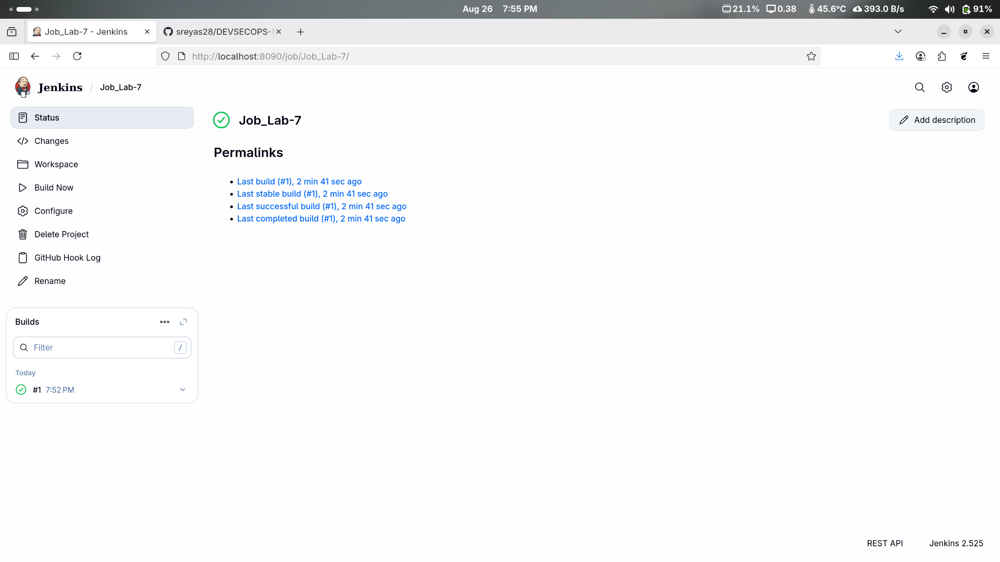 Aug 26 7:55 PM 21.1% 0.38 45.6°C 393.0 B/s 91%
Job_Lab-7 - Jenkins sreyas28/DEVSECOPS-
http://localhost:8090/job/Job_Lab-7/
Jenkins / Job_Lab-7
Status
Changes
Workspace
Build Now
Configure
Delete Project
GitHub Hook Log
Rename
Builds
Filter /
Today
#1 7:52 PM
Job_Lab-7
Add description
Permalinks
Last build (#1), 2 min 41 sec ago
Last stable build (#1), 2 min 41 sec ago
Last successful build (#1), 2 min 41 sec ago
Last completed build (#1), 2 min 41 sec ago
REST API Jenkins 2.525